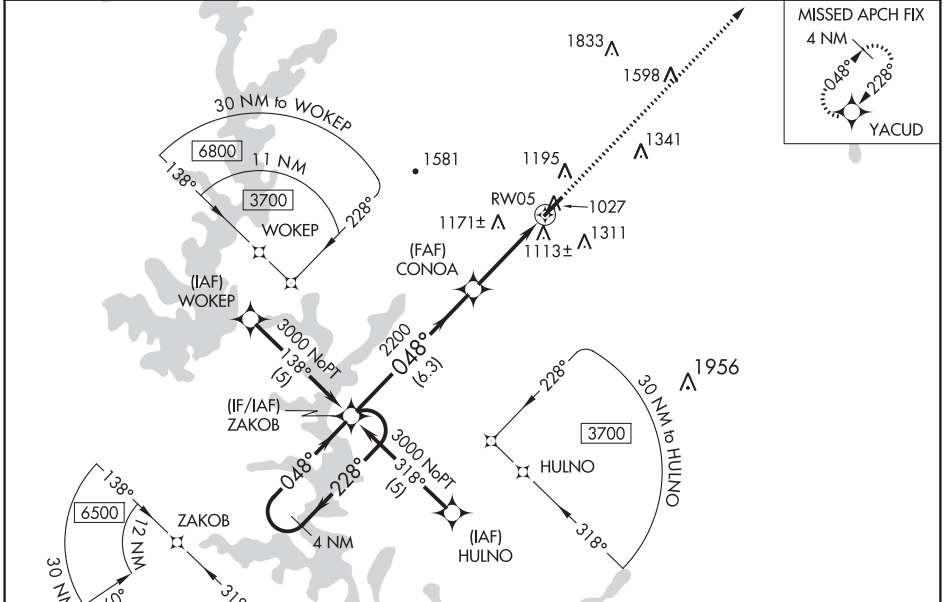 MISSED APCH FIX
4 NM
048°
228°
YACUD
1833
1598
1341
1195
1581
RW05
1027
1171±
1113±
1311
30 NM to WOKEP
6800
11 NM
138°
3700
228°
WOKEP
(FAF)
CONOA
(IAF)
WOKEP
3000 NoPT
138°
(5)
2200
048°
(6.3)
(IF/IAF)
ZAKOB
048°
228°
4 NM
3000 NoPT
318°
(5)
(IAF)
HULNO
1956
228°
30 NM to HULNO
3700
HULNO
318°
138°
6500
12 NM
ZAKOB
30 NM